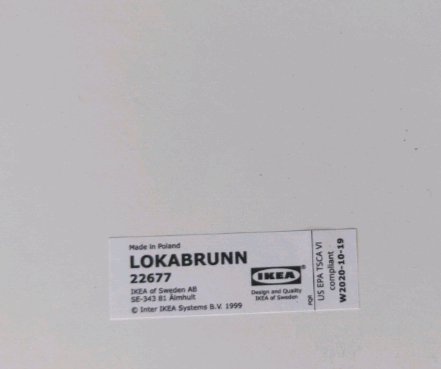 Made in Poland
LOKABRUNN
22677
IKEA of Sweden AB
SE-343 81 Älmhult
© Inter IKEA Systems B.V. 1999
IKEA®
Design and Quality
IKEA of Sweden
PQR
US EPA TSCA VI
compliant
W2020-10-19